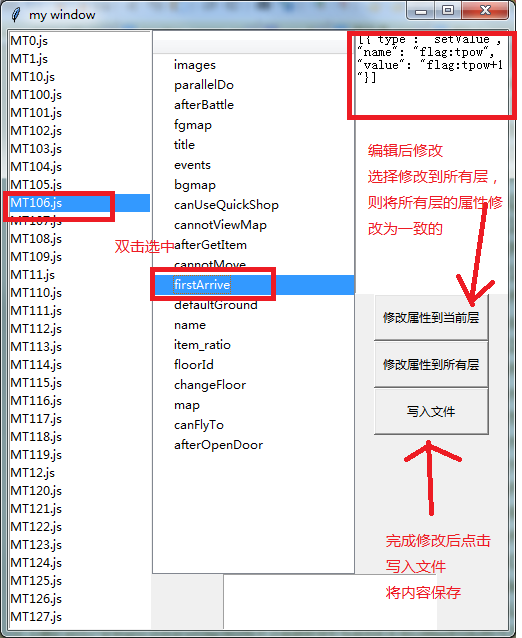 my window
MT0.js
MT1.js
MT10.js
MT100.js
MT101.js
MT102.js
MT103.js
MT104.js
MT105.js
MT106.js
MT107.js
MT108.js
MT109.js
MT11.js
MT110.js
MT111.js
MT112.js
MT113.js
MT114.js
MT115.js
MT116.js
MT117.js
MT118.js
MT119.js
MT12.js
MT120.js
MT121.js
MT122.js
MT123.js
MT124.js
MT125.js
MT126.js
MT127.js
双击选中
images
parallelDo
afterBattle
fgmap
title
events
bgmap
canUseQuickShop
cannotViewMap
afterGetItem
cannotMove
firstArrive
defaultGround
name
item_ratio
floorId
changeFloor
map
canFlyTo
afterOpenDoor
[{"type": "setValue",
"name": "flag:tpow",
"value": "flag:tpow+1
"}]
编辑后修改
选择修改到所有层，
则将所有层的属性修
改为一致的
修改属性到当前层
修改属性到所有层
写入文件
完成修改后点击
写入文件
将内容保存